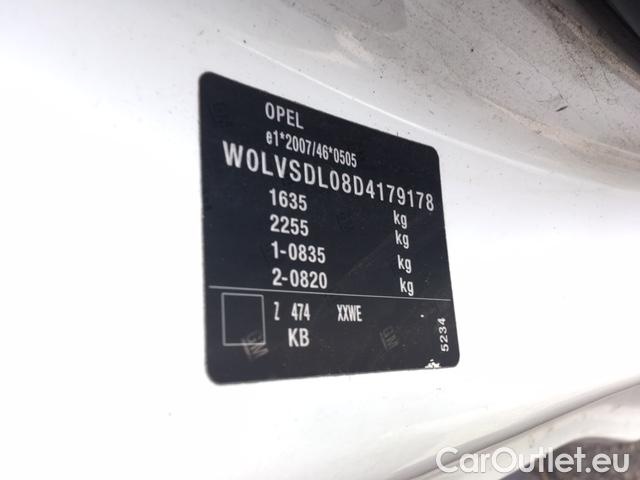 OPEL
e1*2007/46*0505
W0LVSDL08D4179178
1635 kg
2255 kg
1-0835 kg
2-0820 kg
Z 474 XXWE
KB
5234
GM
CarOutlet.eu